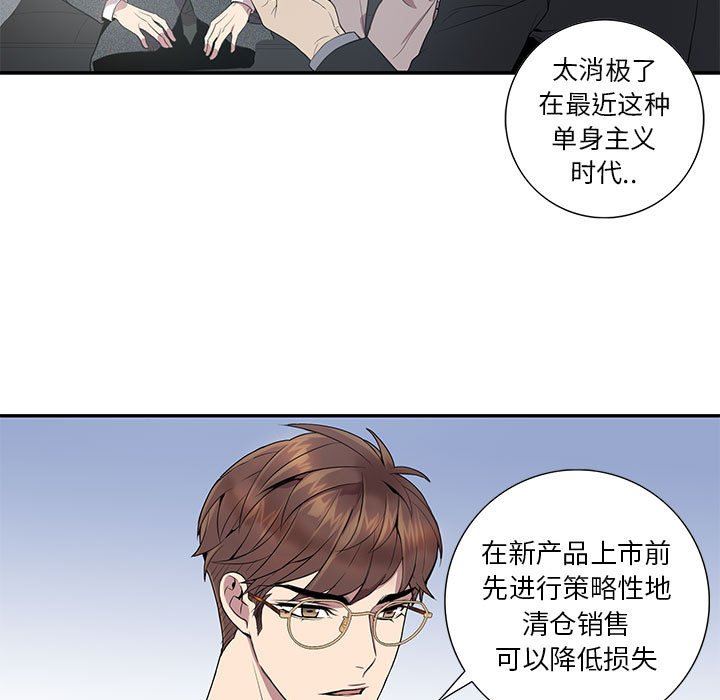 太消极了
在最近这种
单身主义
时代..
在新产品上市前
先进行策略性地
清仓销售
可以降低损失